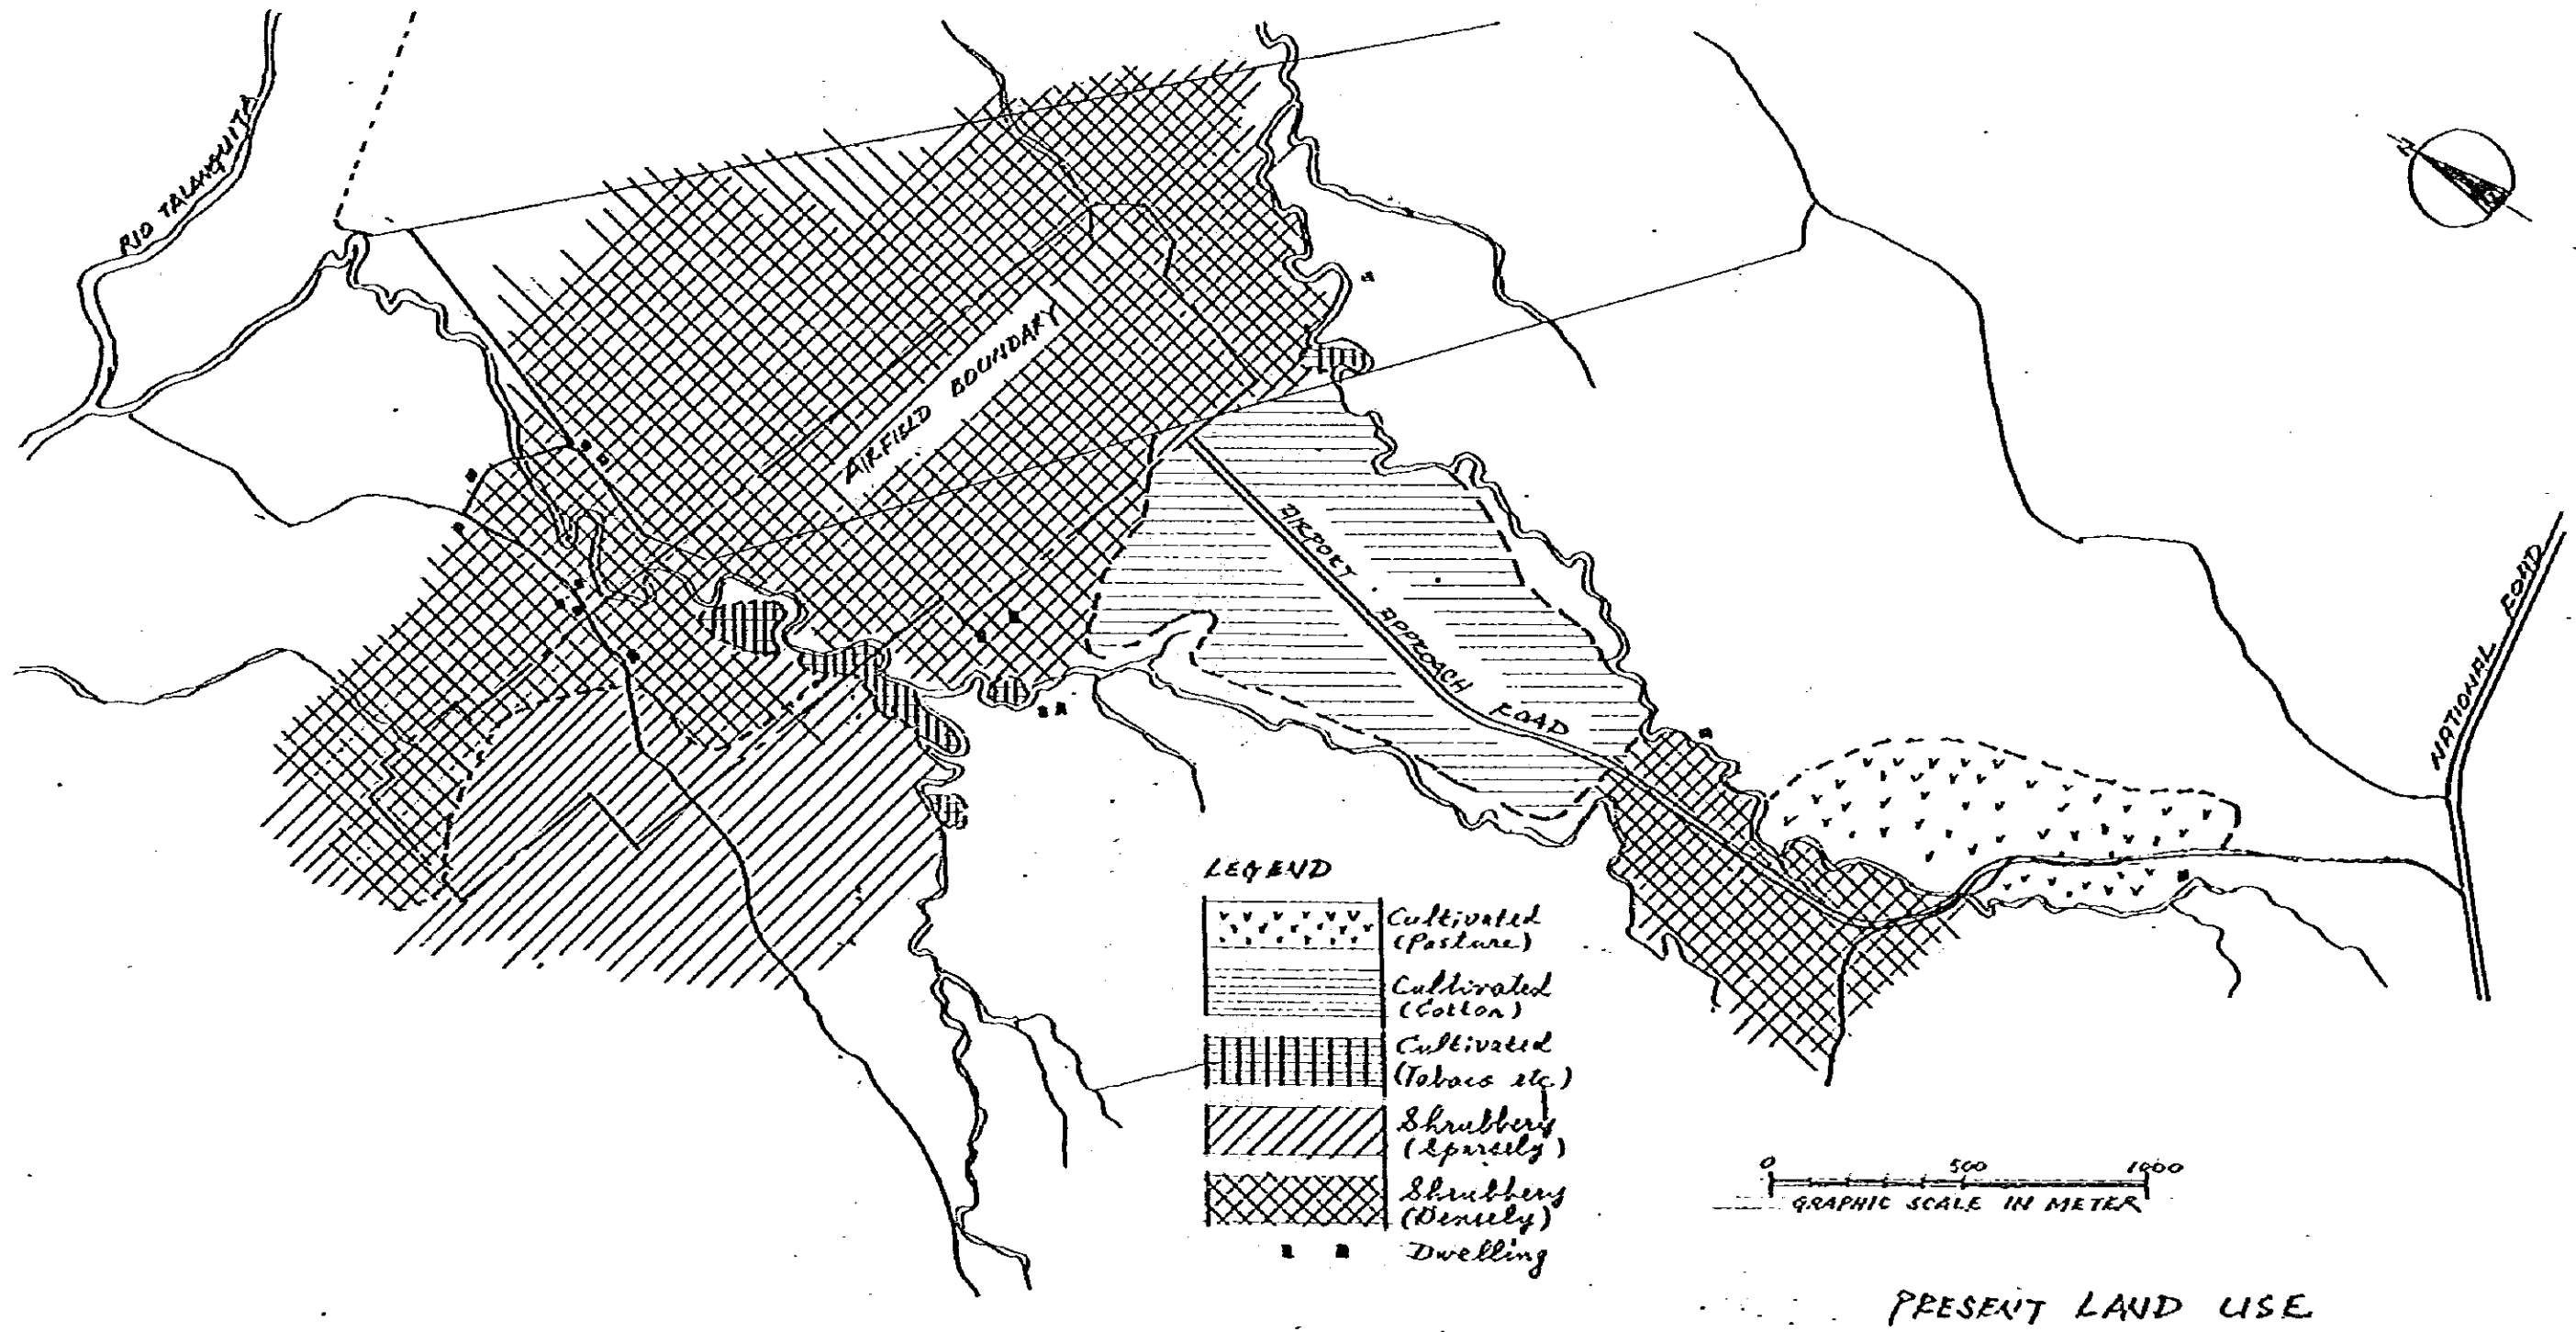 RIO TALANGUITA
N
AIRFIELD BOUNDARY
AIRPORT APPROACH ROAD
NATIONAL ROAD
LEGEND
Cultivated
(Pasture)
Cultivated
(Cotton)
Cultivated
(Tobaco etc)
Shrubbery
(Sparsely)
Shrubbery
(Densely)
Dwelling
0 500 1000
GRAPHIC SCALE IN METER
PRESENT LAND USE